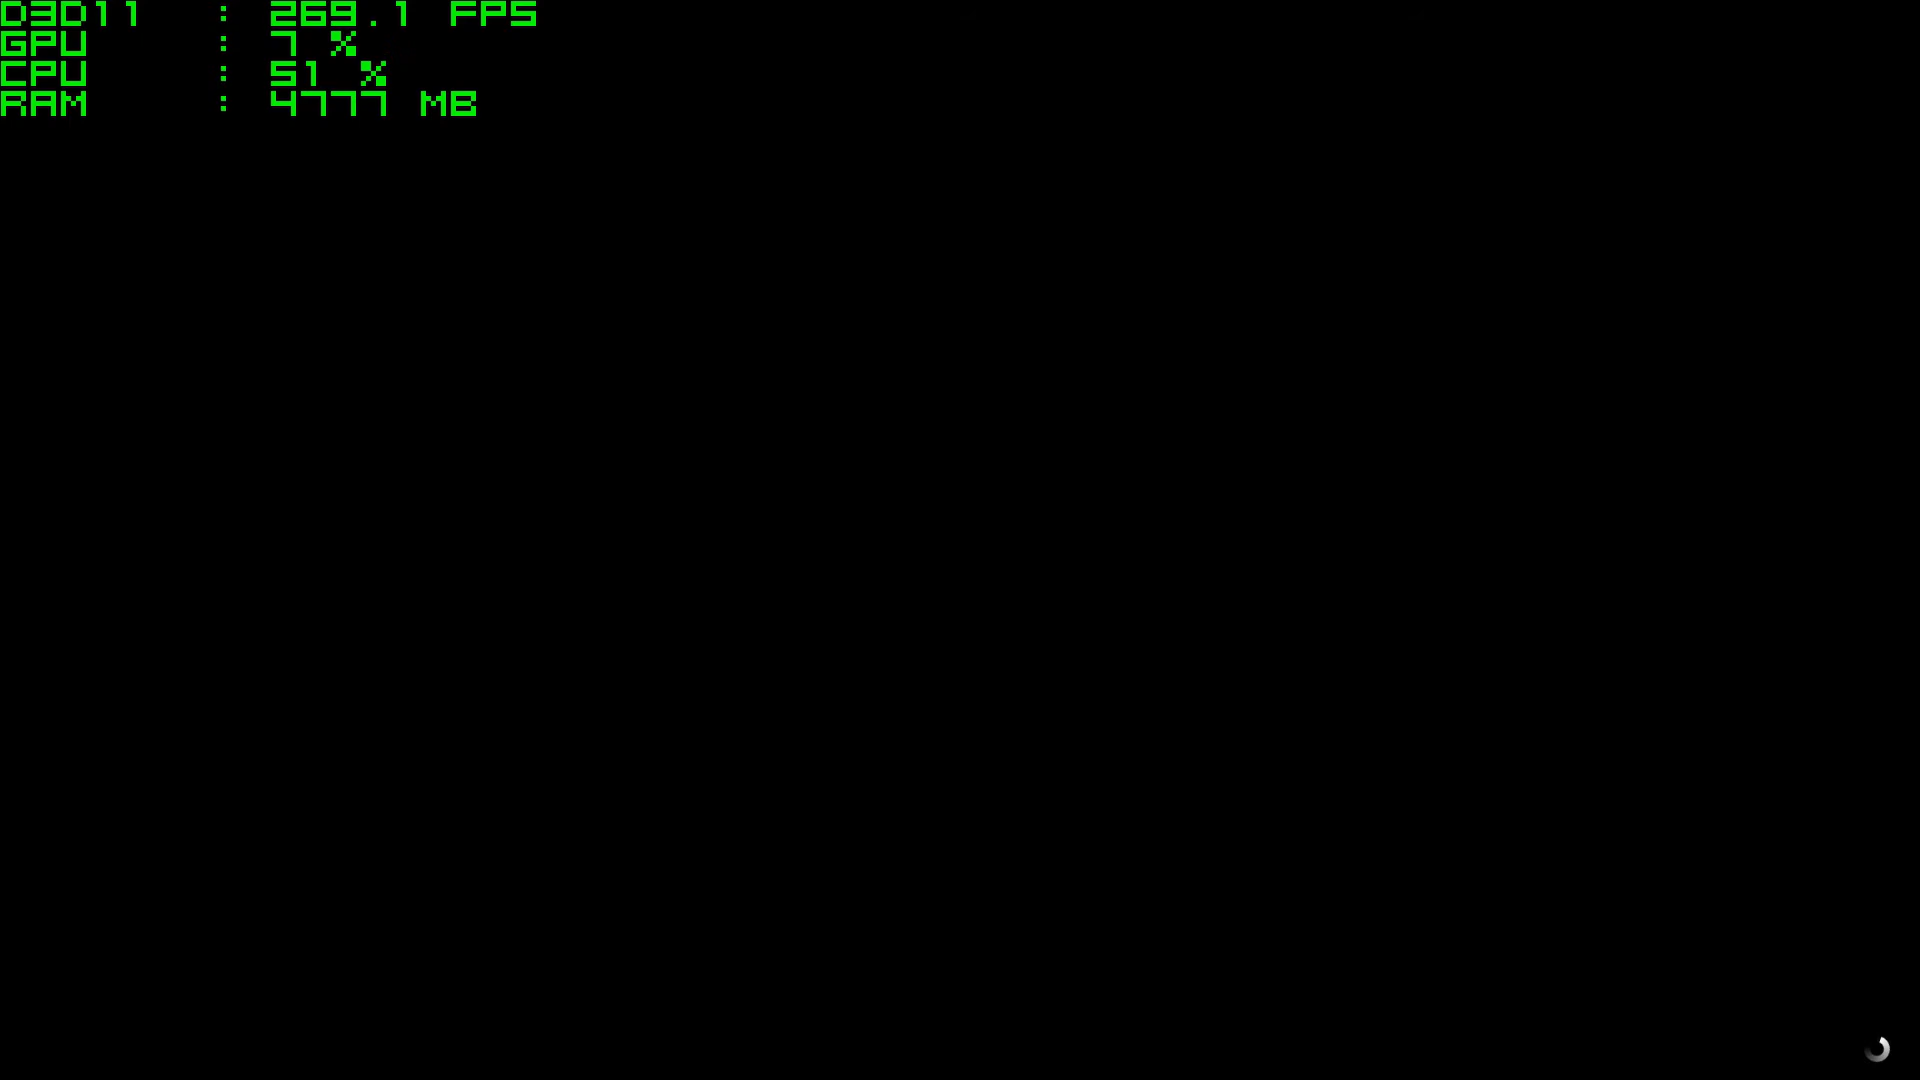 D3D11 : 269.1 FPS
GPU : 7 %
CPU : 51 %
RAM : 4777 MB